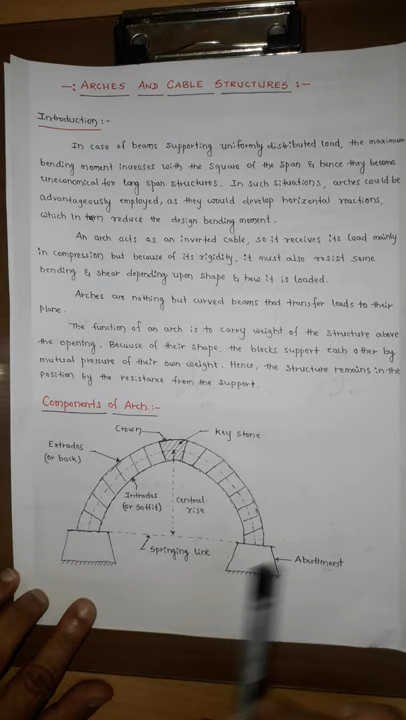 -: ARCHES AND CABLE STRUCTURES :-
Introduction :-
In case of beams supporting uniformly distributed load, the maximum
bending moment increases with the square of the span & hence they become
uneconomical for long span structures. In such situations, arches could be
advantageously employed, as they would develop horizontal reactions,
which in turn reduce the design bending moment.
An arch acts as an inverted cable, so it receives its load mainly
in compression but because of its rigidity, it must also resist some
bending & shear depending upon shape & how it is loaded.
Arches are nothing but curved beams that transfer loads to their
plane.
The function of an arch is to carry weight of the structure above
the opening. Because of their shape, the blocks support each other by
mutual pressure of their own weight. Hence, the structure remains in the
position by the resistance from the support.
Components of Arch :-
Crown
Key stone
Extrados
(or back)
Intrados
(or soffit)
Central
rise
Springing line
Abuttment